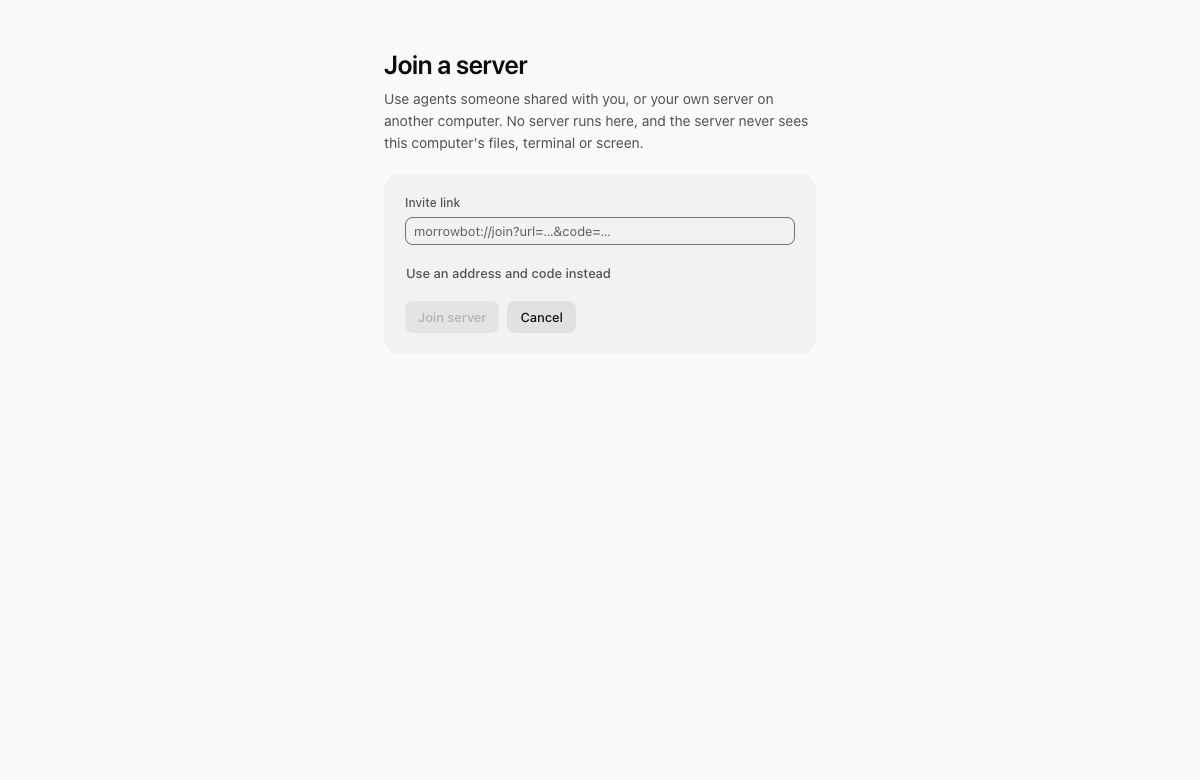 Join a server
Use agents someone shared with you, or your own server on
another computer. No server runs here, and the server never sees
this computer's files, terminal or screen.
Invite link
morrowbot://join?url=...&code=...
Use an address and code instead
Join server
Cancel